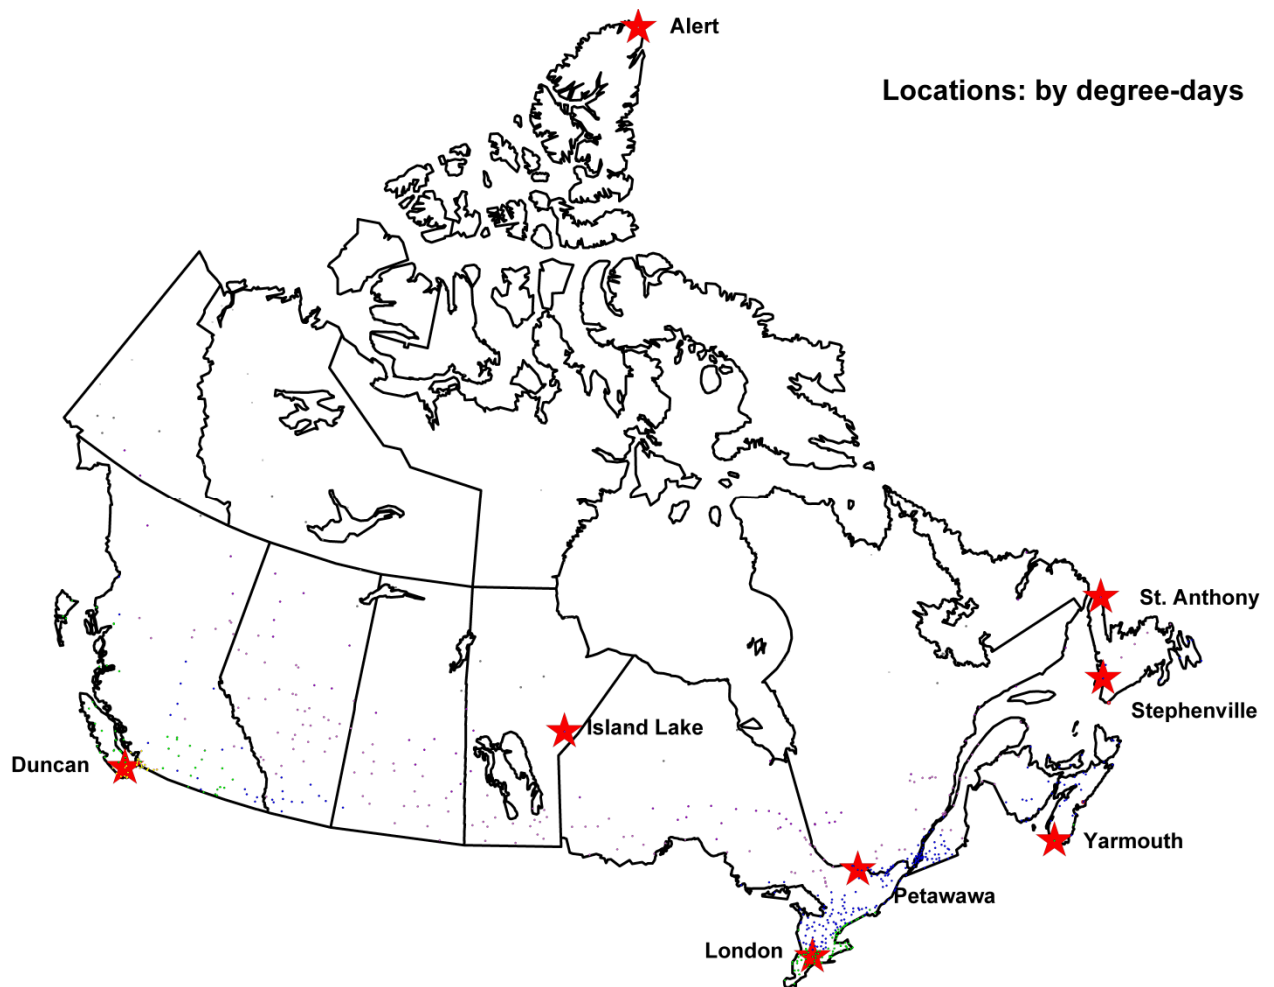 Alert
Locations: by degree-days
St. Anthony
Stephenville
Island Lake
Duncan
Yarmouth
Petawawa
London